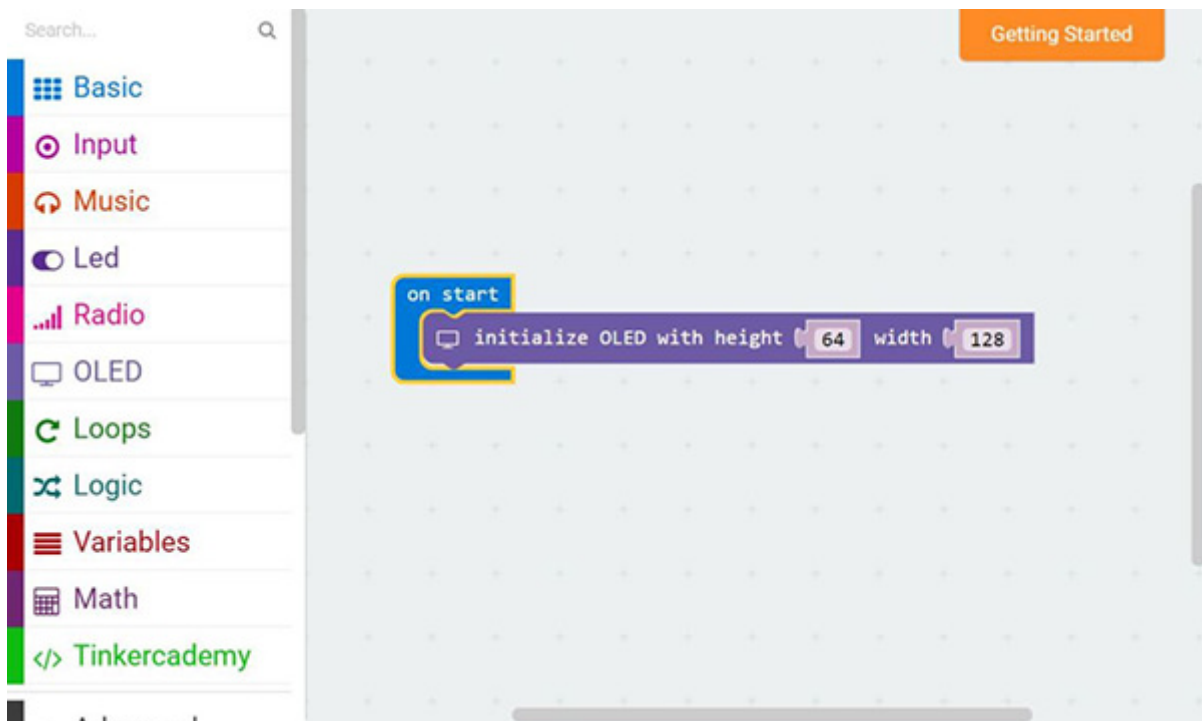 Search...
Getting Started
Basic
Input
Music
Led
Radio
OLED
Loops
Logic
Variables
Math
Tinkercademy
on start
initialize OLED with height 64 width 128